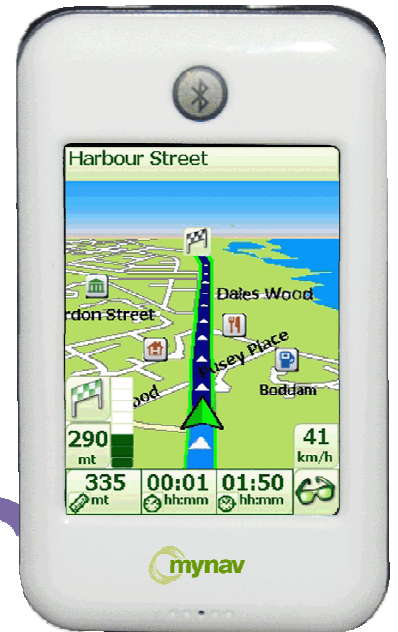 Harbour Street
Dales Wood
rdon Street
Pusey Place
ood
Boddam
290
mt
41
km/h
335
mt
00:01
hh:mm
01:50
hh:mm
mynav